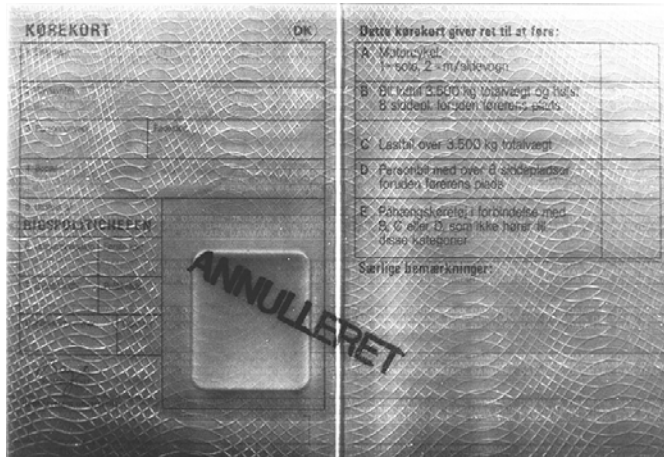 KØREKORT
DK
RIGSPOLITICHEFEN
ANNULLERET
Dette kørekort giver ret til at føre:
A Motorcykel
1 = solo, 2 = m/sidevogn
B Bil indtil 3.500 kg totalvægt og højst
8 siddepl. foruden førerens plads
C Lastbil over 3.500 kg totalvægt
D Personbil med over 8 siddepladser
foruden førerens plads
E Påhængskøretøj i forbindelse med
B, C eller D, som ikke hører til
disse kategorier
Særlige bemærkninger: